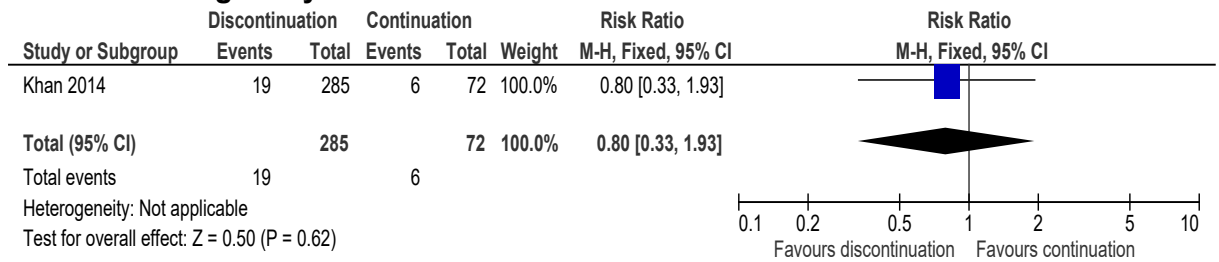 Discontinuation Continuation Risk Ratio Risk Ratio
Study or Subgroup Events Total Events Total Weight M-H, Fixed, 95% CI M-H, Fixed, 95% CI
Khan 2014 19 285 6 72 100.0% 0.80 [0.33, 1.93]
Total (95% CI) 285 72 100.0% 0.80 [0.33, 1.93]
Total events 19 6
Heterogeneity: Not applicable
Test for overall effect: Z = 0.50 (P = 0.62)
0.1 0.2 0.5 1 2 5 10
Favours discontinuation Favours continuation